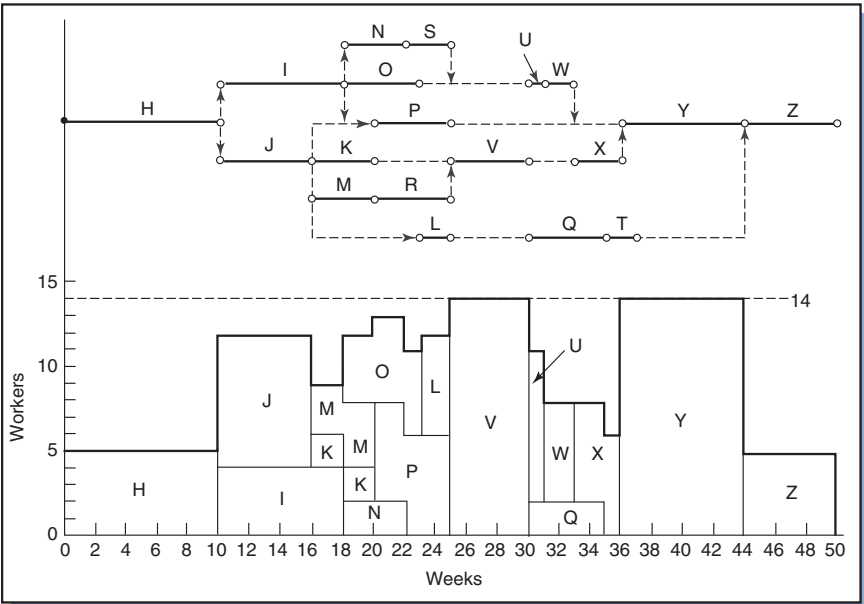 N S
U
I O W
H P Y Z
J K V X
M R
L Q T
15
14
U
10
O
J L
V Y
M
5
K M W X
P
H I K Z
N Q
0
Workers
0 2 4 6 8 10 12 14 16 18 20 22 24 26 28 30 32 34 36 38 40 42 44 46 48 50
Weeks